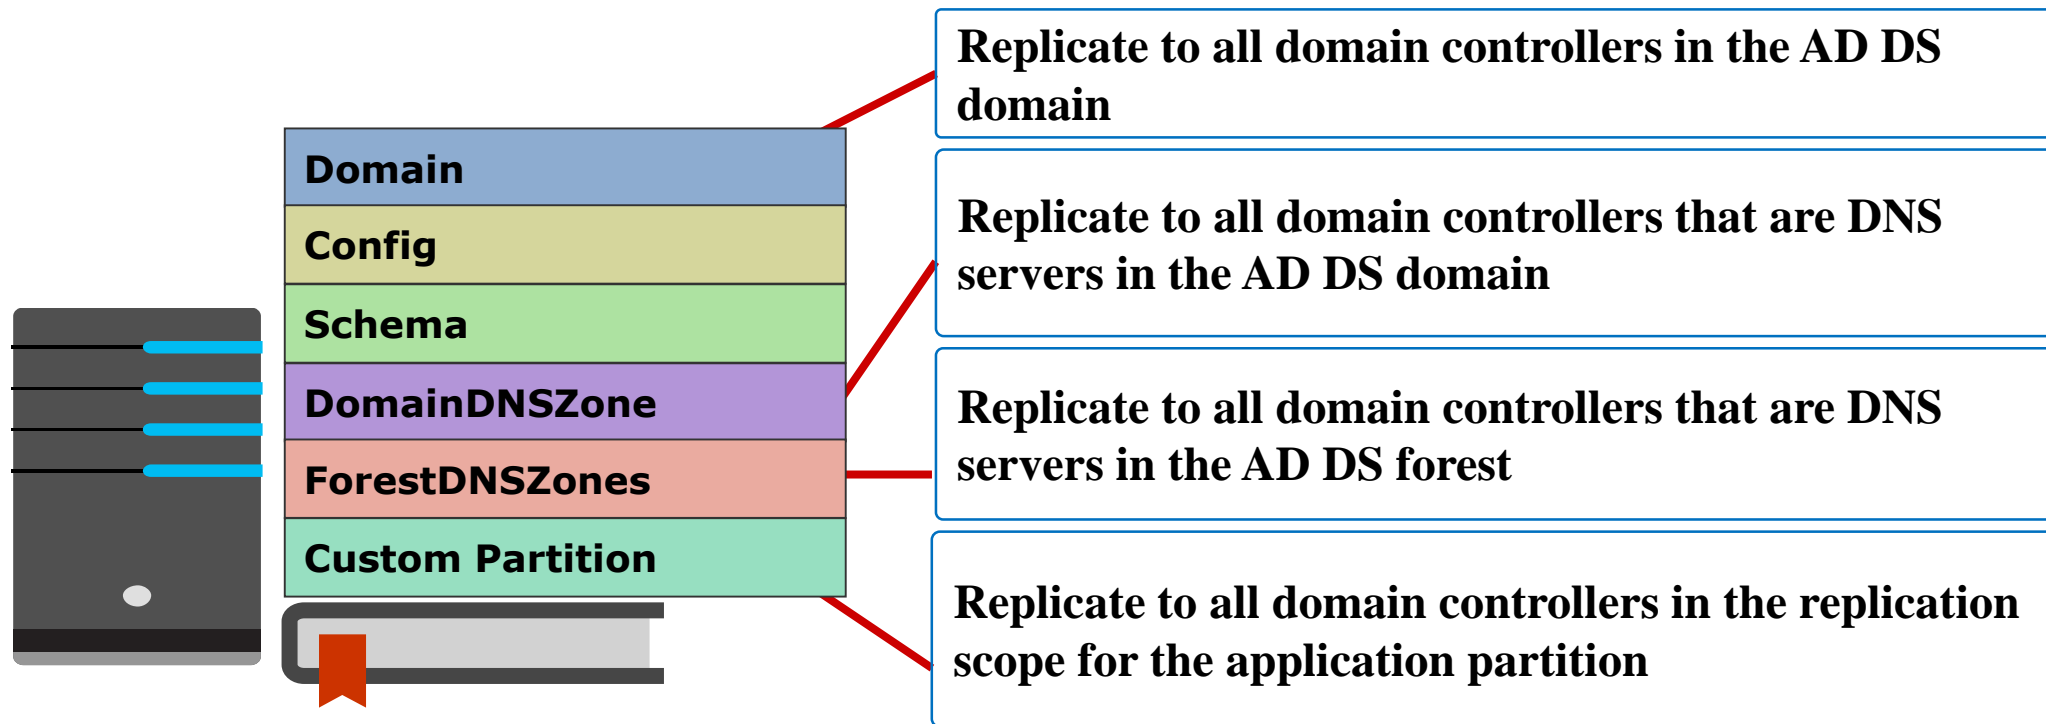 Replicate to all domain controllers in the AD DS
domain
Domain
Config
Schema
DomainDNSZone
ForestDNSZones
Custom Partition
Replicate to all domain controllers that are DNS
servers in the AD DS domain
Replicate to all domain controllers that are DNS
servers in the AD DS forest
Replicate to all domain controllers in the replication
scope for the application partition